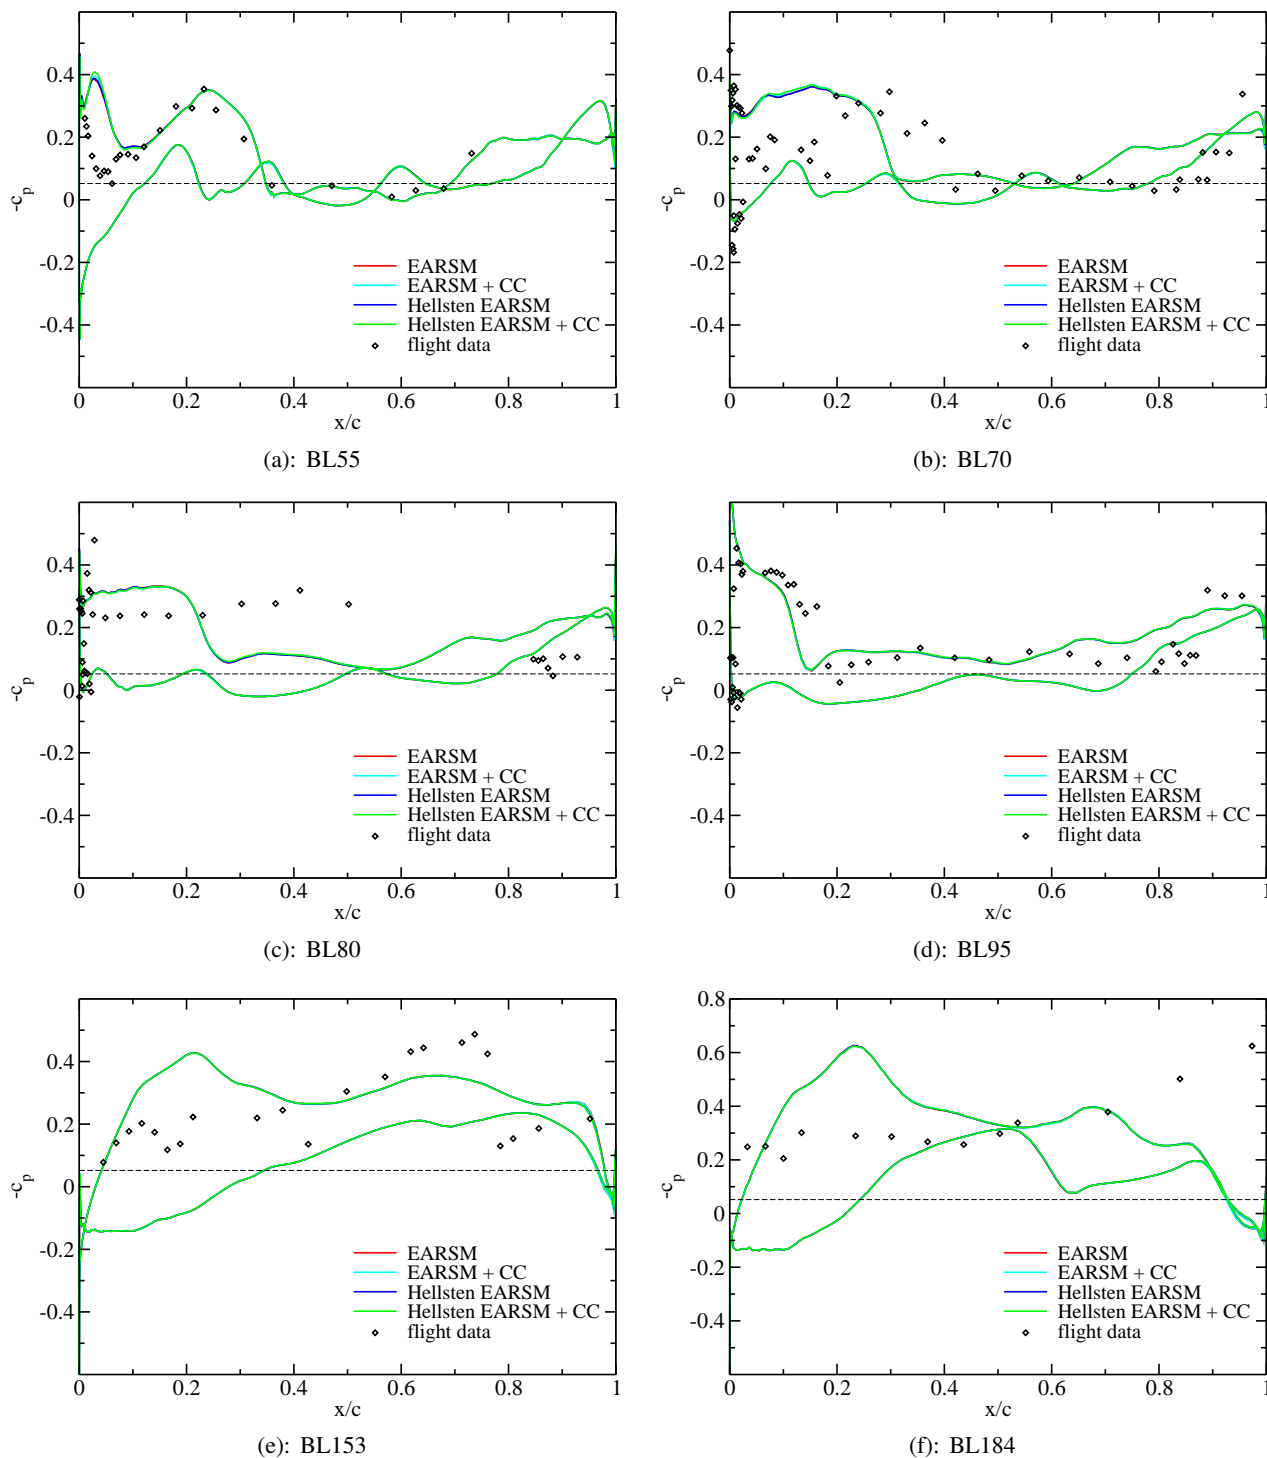 0.4
0.2
0
-0.2
-0.4
-c_p
EARSM
EARSM + CC
Hellsten EARSM
Hellsten EARSM + CC
flight data
0 0.2 0.4 0.6 0.8 1
x/c
(a): BL55
0.4
0.2
0
-0.2
-0.4
-c_p
EARSM
EARSM + CC
Hellsten EARSM
Hellsten EARSM + CC
flight data
0 0.2 0.4 0.6 0.8 1
x/c
(b): BL70
0.4
0.2
0
-0.2
-0.4
-c_p
EARSM
EARSM + CC
Hellsten EARSM
Hellsten EARSM + CC
flight data
0 0.2 0.4 0.6 0.8 1
x/c
(c): BL80
0.4
0.2
0
-0.2
-0.4
-c_p
EARSM
EARSM + CC
Hellsten EARSM
Hellsten EARSM + CC
flight data
0 0.2 0.4 0.6 0.8 1
x/c
(d): BL95
0.4
0.2
0
-0.2
-0.4
-c_p
EARSM
EARSM + CC
Hellsten EARSM
Hellsten EARSM + CC
flight data
0 0.2 0.4 0.6 0.8 1
x/c
(e): BL153
0.8
0.6
0.4
0.2
0
-0.2
-0.4
-c_p
EARSM
EARSM + CC
Hellsten EARSM
Hellsten EARSM + CC
flight data
0 0.2 0.4 0.6 0.8 1
x/c
(f): BL184